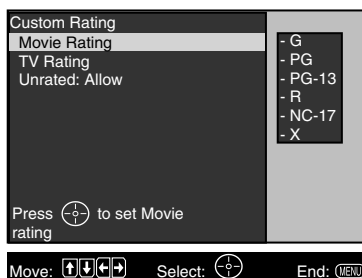 Custom Rating
Movie Rating
TV Rating
Unrated: Allow
- G
- PG
- PG-13
- R
- NC-17
- X
Press to set Movie
rating
Move: Select: End: MENU